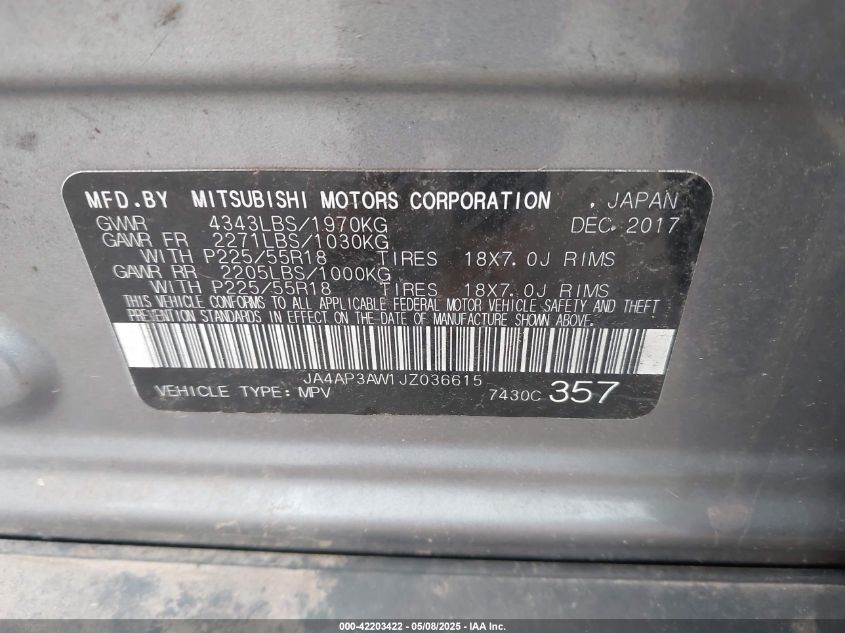 MFD.BY MITSUBISHI MOTORS CORPORATION , JAPAN
GVWR 4343LBS/1970KG DEC. 2017
GAWR FR 2271LBS/1030KG
WITH P225/55R18 TIRES 18X7.0J RIMS
GAWR RR 2205LBS/1000KG
WITH P225/55R18 TIRES 18X7.0J RIMS
THIS VEHICLE CONFORMS TO ALL APPLICABLE FEDERAL MOTOR VEHICLE SAFETY AND THEFT
PREVENTION STANDARDS IN EFFECT ON THE DATE OF MANUFACTURE SHOWN ABOVE.
JA4AP3AW1JZ036615
VEHICLE TYPE: MPV 7430C 357
000-42203422 - 05/08/2025 - IAA Inc.